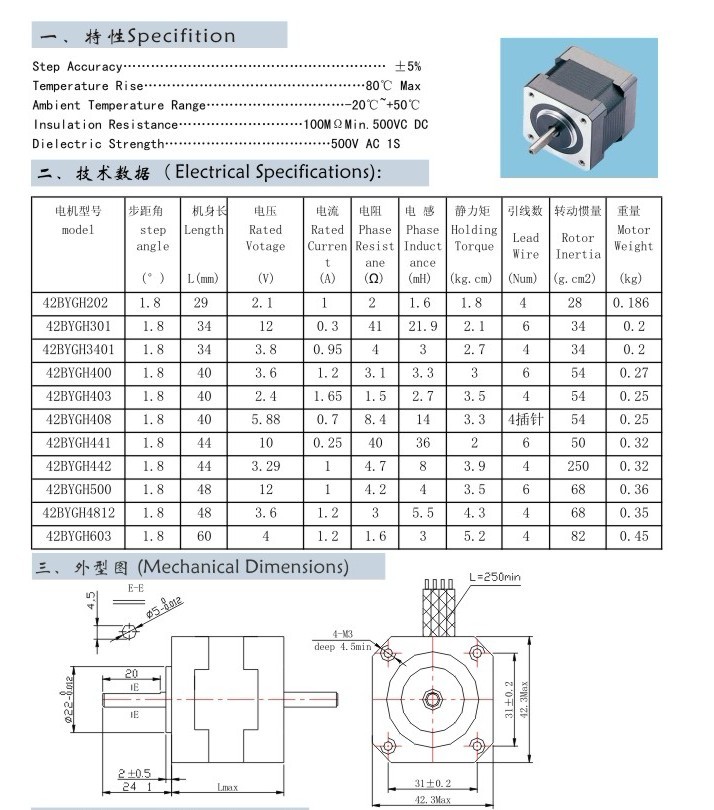 一、特性Specifition
Step Accuracy………………………………………… ±5%
Temperature Rise……………………………………80℃ Max
Ambient Temperature Range………………………-20℃~+50℃
Insulation Resistance…………………100MΩMin. 500VC DC
Dielectric Strength…………………………500V AC 1S
二、技术数据 (Electrical Specifications):
电机型号 步距角 机身长 电压 电流 电阻 电 感 静力矩 引线数 转动惯量 重量
model step angle Length Rated Votage Rated Current Phase Resistane Phase Inductance Holding Torque Lead Wire Rotor Inertia Motor Weight
(°) L(mm) (V) (A) (Ω) (mH) (kg.cm) (Num) (g.cm2) (kg)
42BYGH202 1.8 29 2.1 1 2 1.6 1.8 4 28 0.186
42BYGH301 1.8 34 12 0.3 41 21.9 2.1 6 34 0.2
42BYGH3401 1.8 34 3.8 0.95 4 3 2.7 4 34 0.2
42BYGH400 1.8 40 3.6 1.2 3.1 3.3 3 6 54 0.27
42BYGH403 1.8 40 2.4 1.65 1.5 2.7 3.5 4 54 0.25
42BYGH408 1.8 40 5.88 0.7 8.4 14 3.3 4插针 54 0.25
42BYGH441 1.8 44 10 0.25 40 36 2 6 50 0.32
42BYGH442 1.8 44 3.29 1 4.7 8 3.9 4 250 0.32
42BYGH500 1.8 48 12 1 4.2 4 3.5 6 68 0.36
42BYGH4812 1.8 48 3.6 1.2 3 5.5 4.3 4 68 0.35
42BYGH603 1.8 60 4 1.2 1.6 3 5.2 4 82 0.45
三、外型图 (Mechanical Dimensions)
L=250min
E-E
4.5
ø5-0.012 0
4-M3
deep 4.5min
20
E
E
ø22-0.012 0
31±0.2
42.3Max
2±0.5
24 1
Lmax
31±0.2
42.3Max